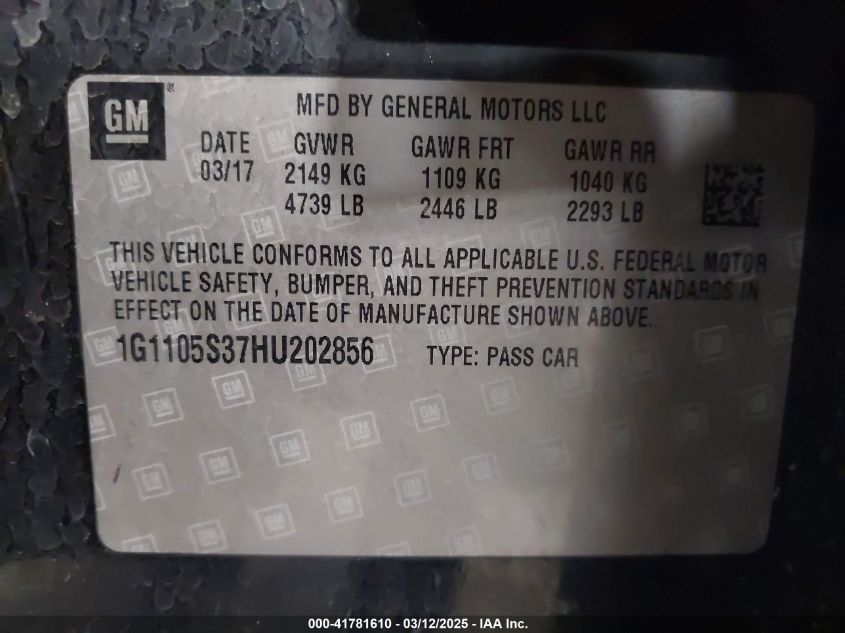 GM ®
MFD BY GENERAL MOTORS LLC
DATE GVWR GAWR FRT GAWR RR
03/17 2149 KG 1109 KG 1040 KG
4739 LB 2446 LB 2293 LB
THIS VEHICLE CONFORMS TO ALL APPLICABLE U.S. FEDERAL MOTOR
VEHICLE SAFETY, BUMPER, AND THEFT PREVENTION STANDARDS IN
EFFECT ON THE DATE OF MANUFACTURE SHOWN ABOVE.
1G1105S37HU202856 TYPE: PASS CAR
000-41781610 - 03/12/2025 - IAA Inc.